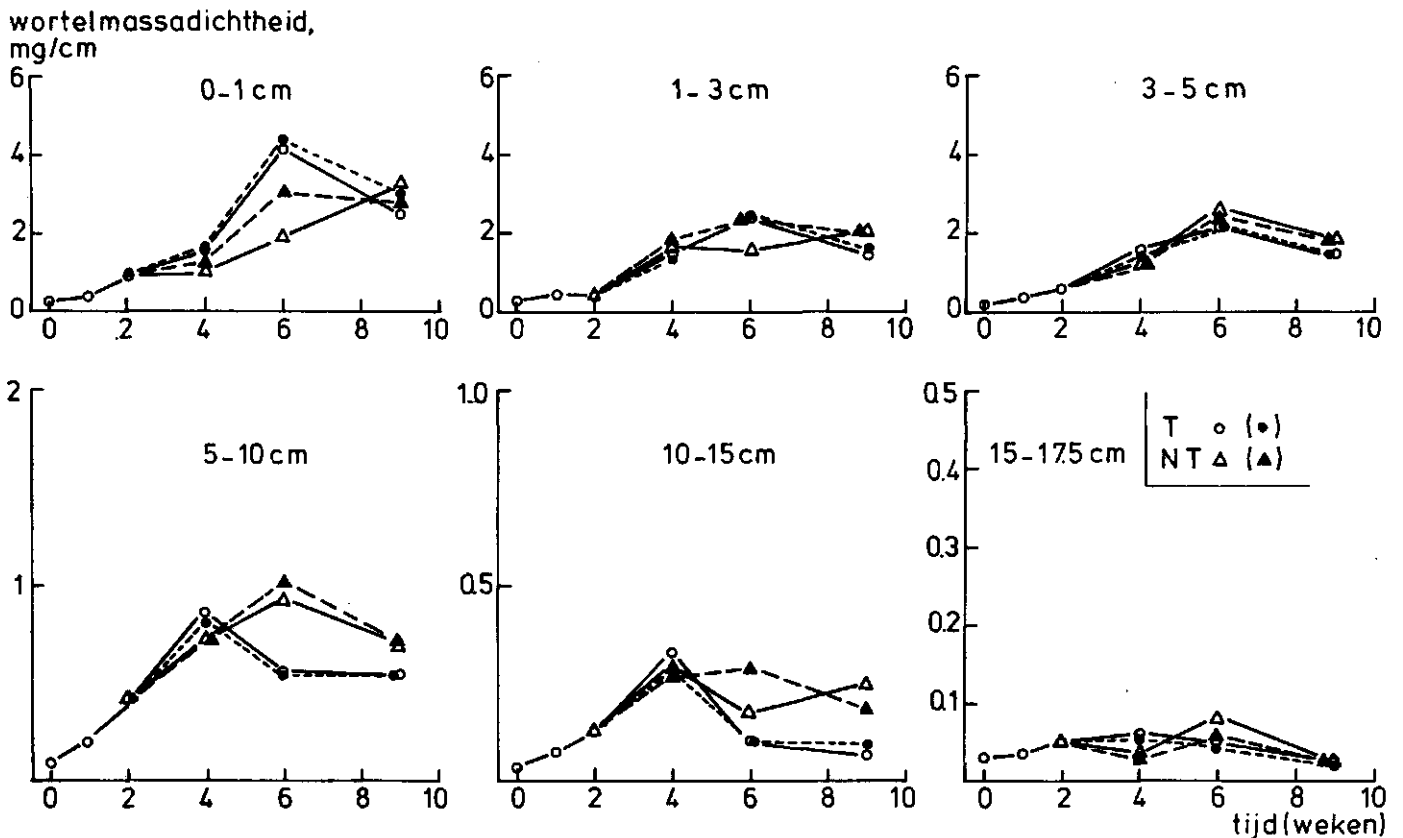 wortelmassadichtheid,
mg/cm
6
4
2
0
0-1 cm
0 2 4 6 8 10
6
4
2
0
1-3 cm
0 2 4 6 8 10
6
4
2
0
3-5 cm
0 2 4 6 8 10
2
1
5-10 cm
0 2 4 6 8 10
1.0
0.5
10-15 cm
0 2 4 6 8 10
0.5
0.4
0.3
0.2
0.1
15-17.5 cm
T ○ (●)
NT △ (▲)
0 2 4 6 8 10
tijd (weken)